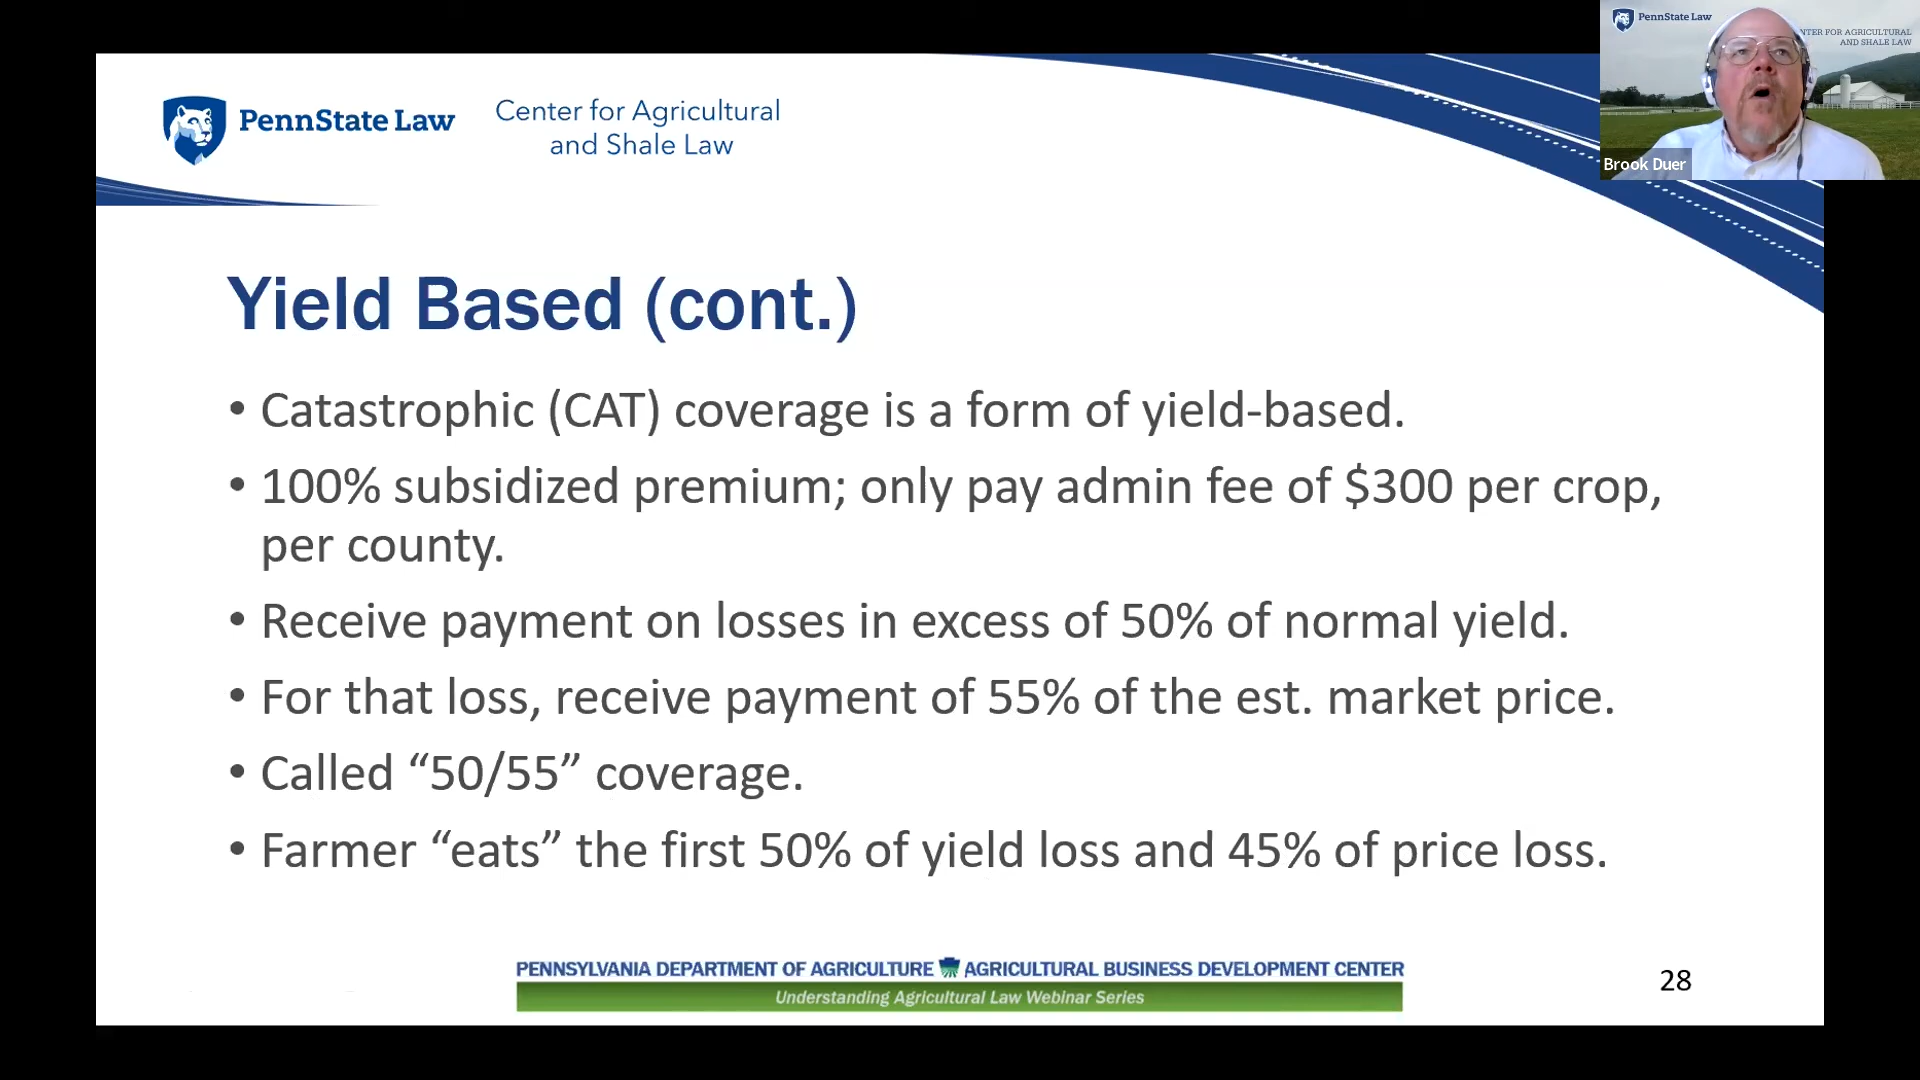 PennState Law
Center for Agricultural
and Shale Law
PennState Law
NTER FOR AGRICULTURAL
AND SHALE LAW
Brook Duer
Yield Based (cont.)
• Catastrophic (CAT) coverage is a form of yield-based.
• 100% subsidized premium; only pay admin fee of $300 per crop,
per county.
• Receive payment on losses in excess of 50% of normal yield.
• For that loss, receive payment of 55% of the est. market price.
• Called “50/55” coverage.
• Farmer “eats” the first 50% of yield loss and 45% of price loss.
PENNSYLVANIA DEPARTMENT OF AGRICULTURE AGRICULTURAL BUSINESS DEVELOPMENT CENTER
Understanding Agricultural Law Webinar Series
28